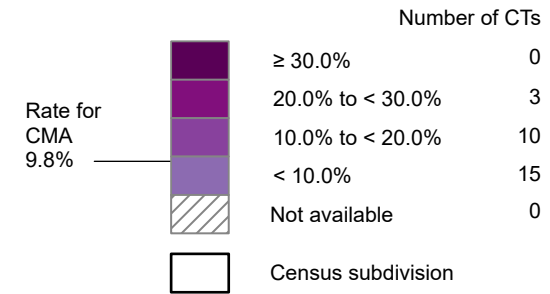 Number of CTs
≥ 30.0% 0
20.0% to < 30.0% 3
Rate for
CMA
9.8%
10.0% to < 20.0% 10
< 10.0% 15
Not available 0
Census subdivision